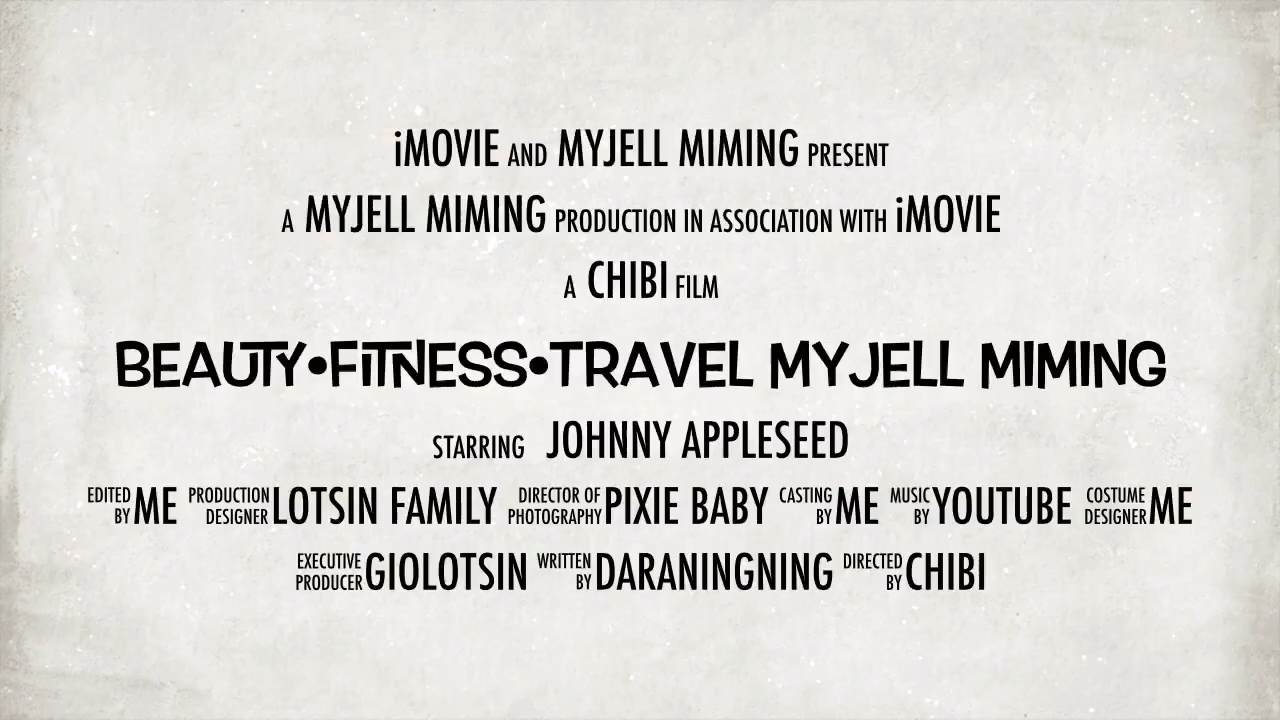 iMOVIE AND MYJELL MIMING PRESENT
A MYJELL MIMING PRODUCTION IN ASSOCIATION WITH iMOVIE
A CHIBI FILM
BEAUTY•FiTNESS•TRAVEL MYJELL MIMING
STARRING JOHNNY APPLESEED
EDITED BY ME PRODUCTION DESIGNER LOTSIN FAMILY DIRECTOR OF PHOTOGRAPHY PIXIE BABY CASTING BY ME MUSIC BY YOUTUBE COSTUME DESIGNER ME
EXECUTIVE PRODUCER GIOLOTSIN WRITTEN BY DARANINGNING DIRECTED BY CHIBI